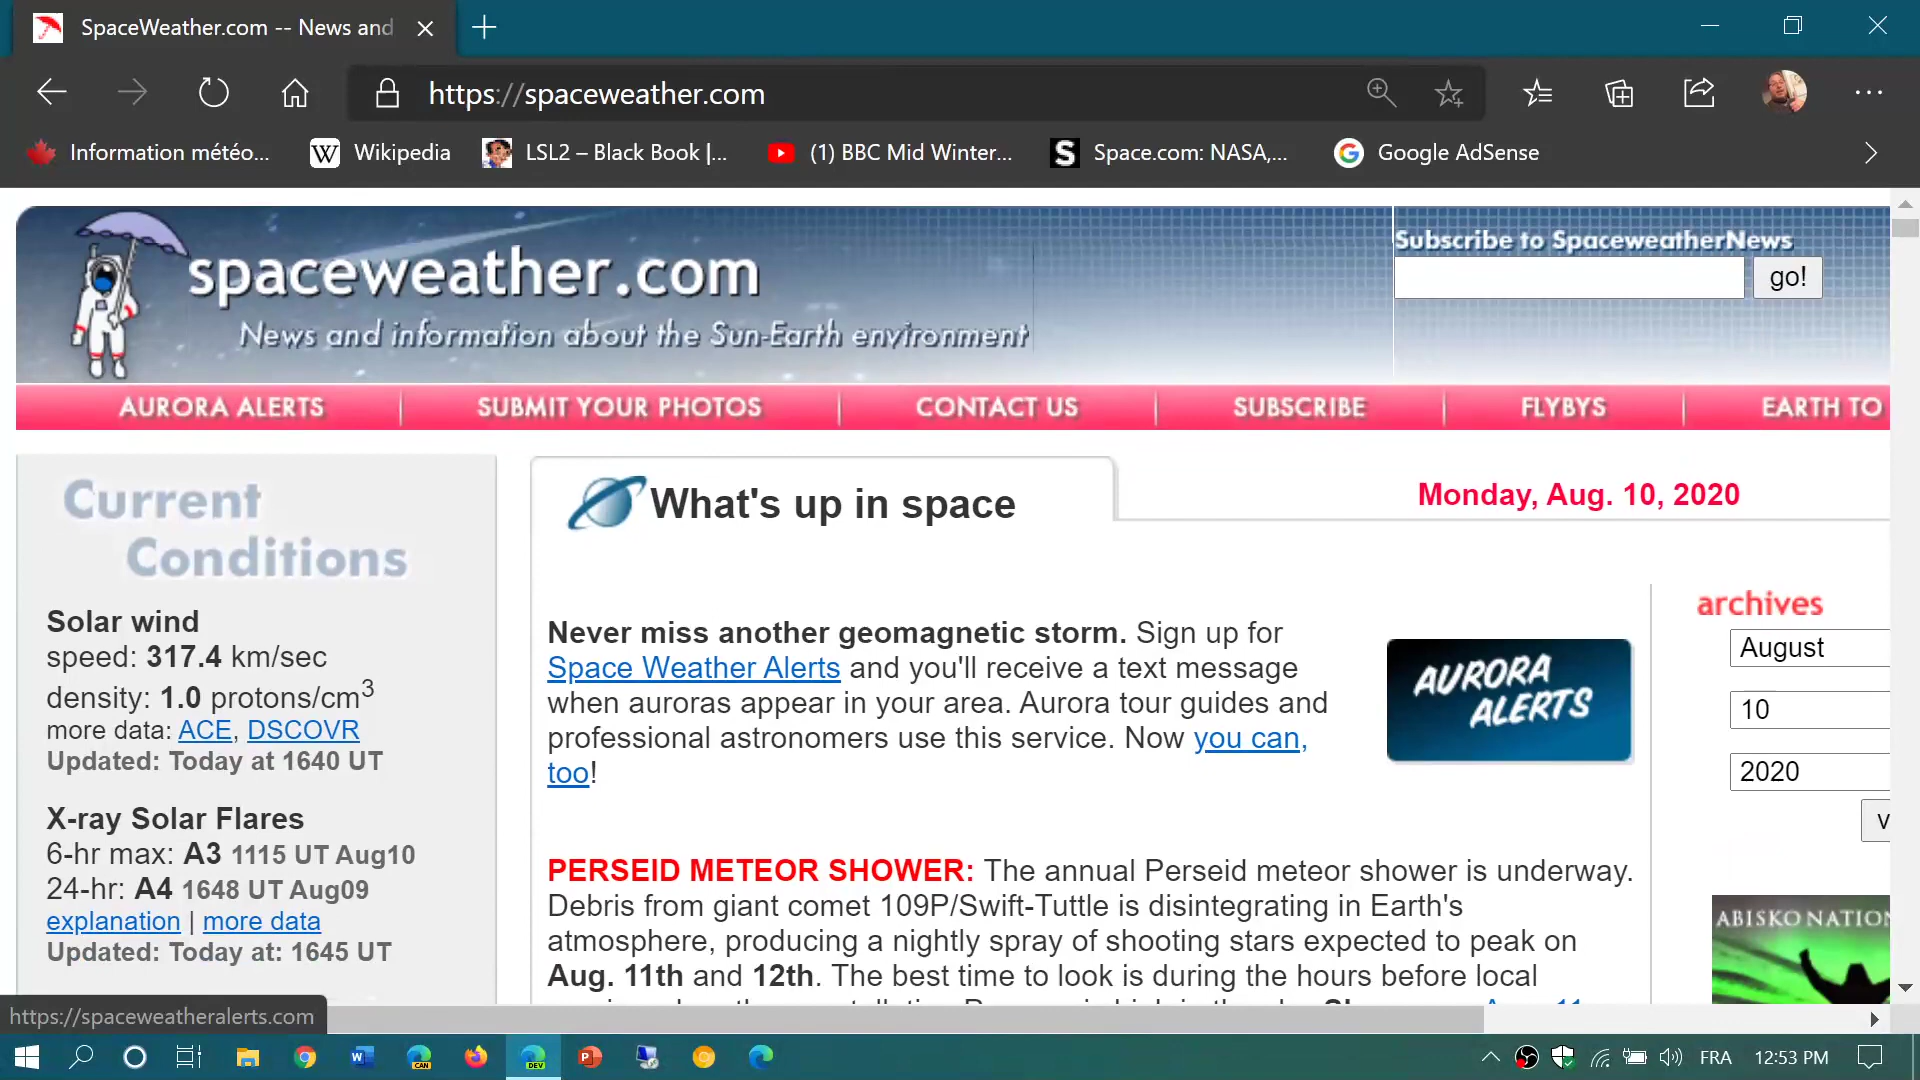 SpaceWeather.com -- News and
https://spaceweather.com
Information météo...
Wikipedia
LSL2 – Black Book |...
(1) BBC Mid Winter...
Space.com: NASA,...
Google AdSense
spaceweather.com
News and information about the Sun-Earth environment
Subscribe to SpaceweatherNews
go!
AURORA ALERTS
SUBMIT YOUR PHOTOS
CONTACT US
SUBSCRIBE
FLYBYS
EARTH TO
Current
Conditions
Solar wind
speed: 317.4 km/sec
density: 1.0 protons/cm3
more data: ACE, DSCOVR
Updated: Today at 1640 UT
X-ray Solar Flares
6-hr max: A3 1115 UT Aug10
24-hr: A4 1648 UT Aug09
explanation | more data
Updated: Today at: 1645 UT
What's up in space
Monday, Aug. 10, 2020
Never miss another geomagnetic storm. Sign up for
Space Weather Alerts and you'll receive a text message
when auroras appear in your area. Aurora tour guides and
professional astronomers use this service. Now you can,
too!
AURORA
ALERTS
PERSEID METEOR SHOWER: The annual Perseid meteor shower is underway.
Debris from giant comet 109P/Swift-Tuttle is disintegrating in Earth's
atmosphere, producing a nightly spray of shooting stars expected to peak on
Aug. 11th and 12th. The best time to look is during the hours before local
archives
August
10
2020
v
ABISKO NATION
https://spaceweatheralerts.com
CAN
DEV
FRA
12:53 PM